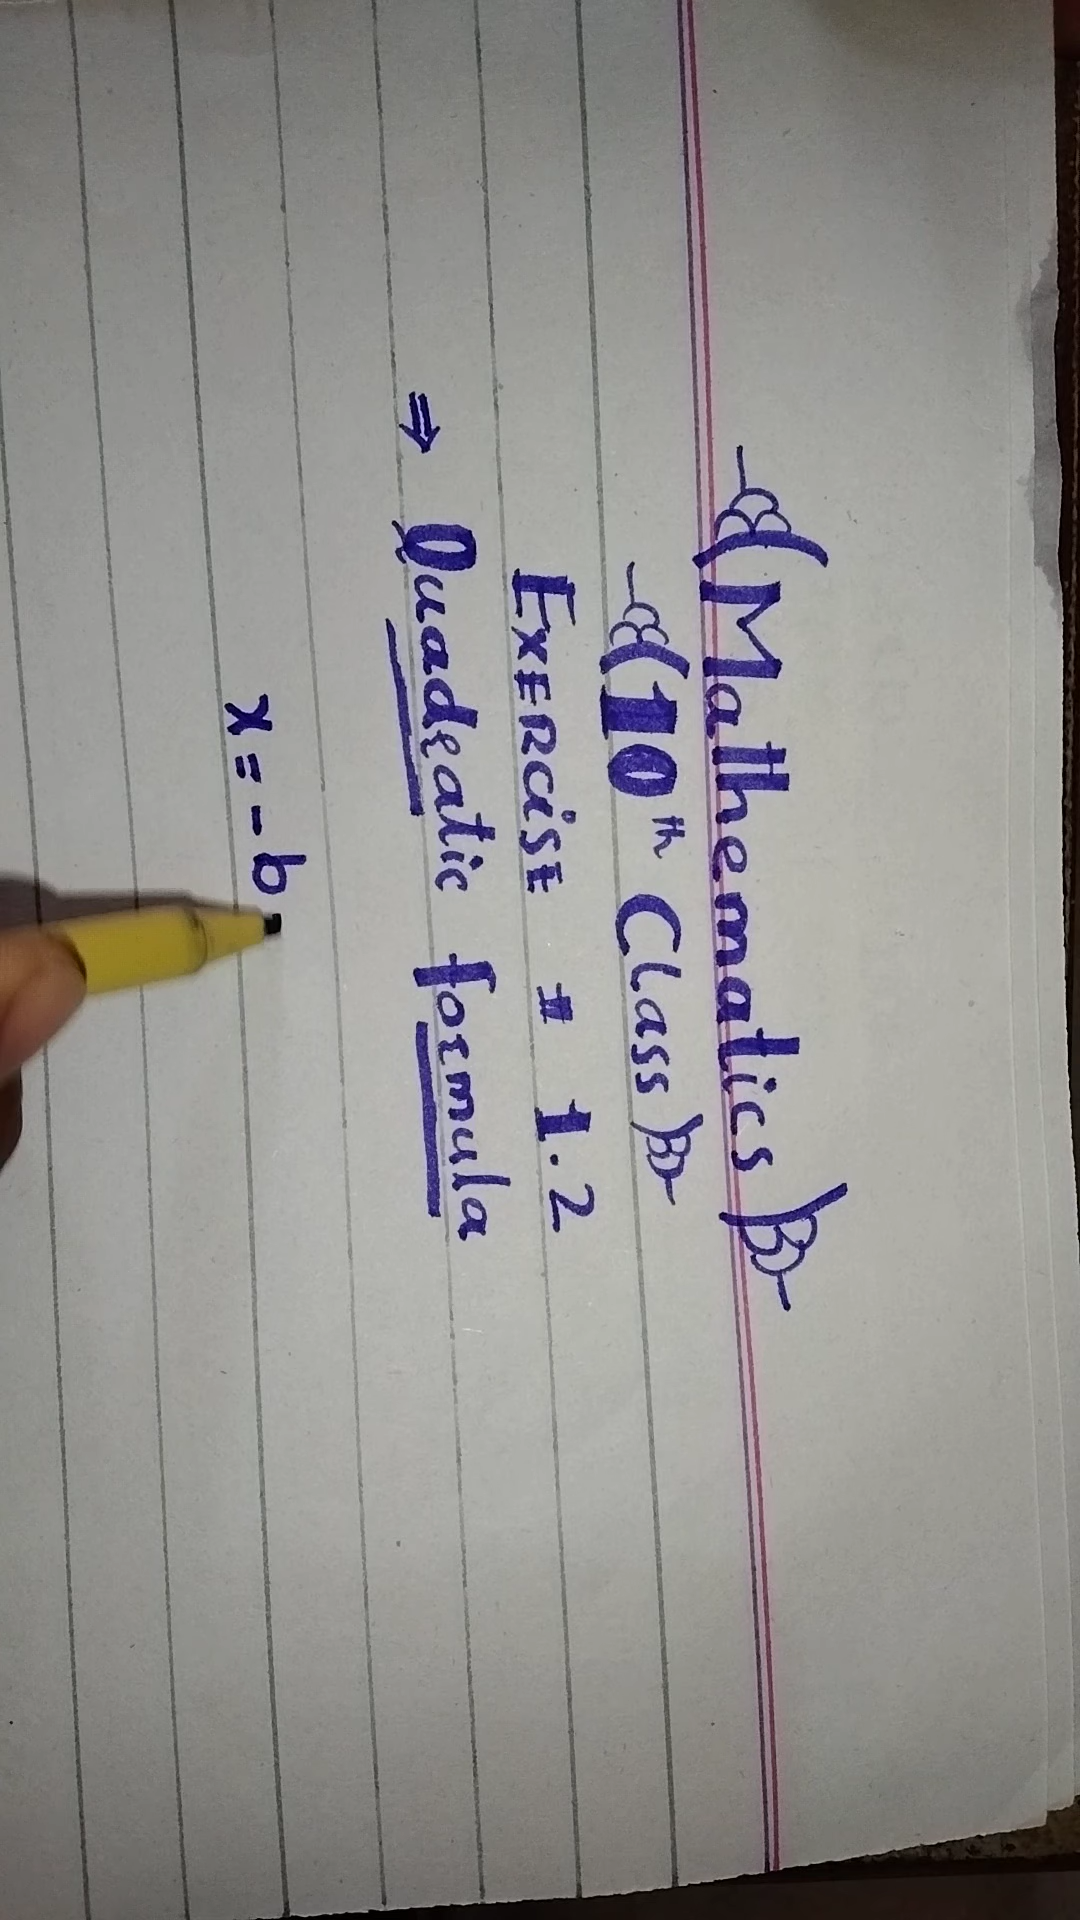 (Mathematics)
(10th Class)
EXERCISE # 1.2
⇒ Quadratic formula
x = - b